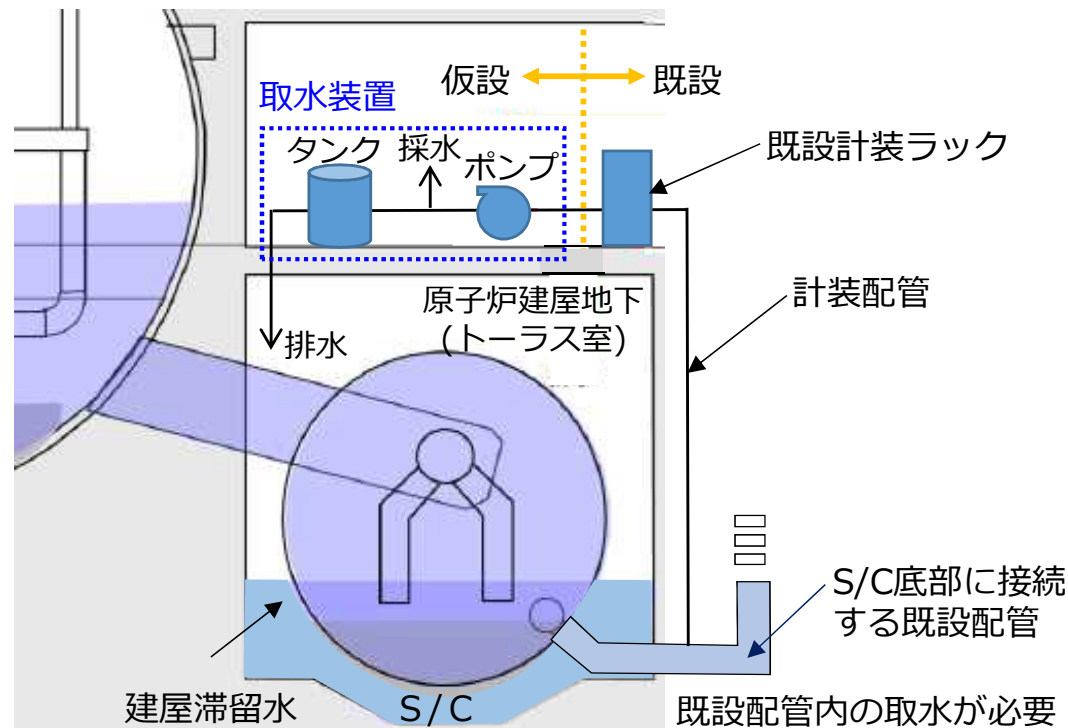 仮設
既設
取水装置
タンク
採水
ポンプ
既設計装ラック
原子炉建屋地下
(トーラス室)
計装配管
排水
S/C底部に接続
する既設配管
建屋滞留水
S/C
既設配管内の取水が必要